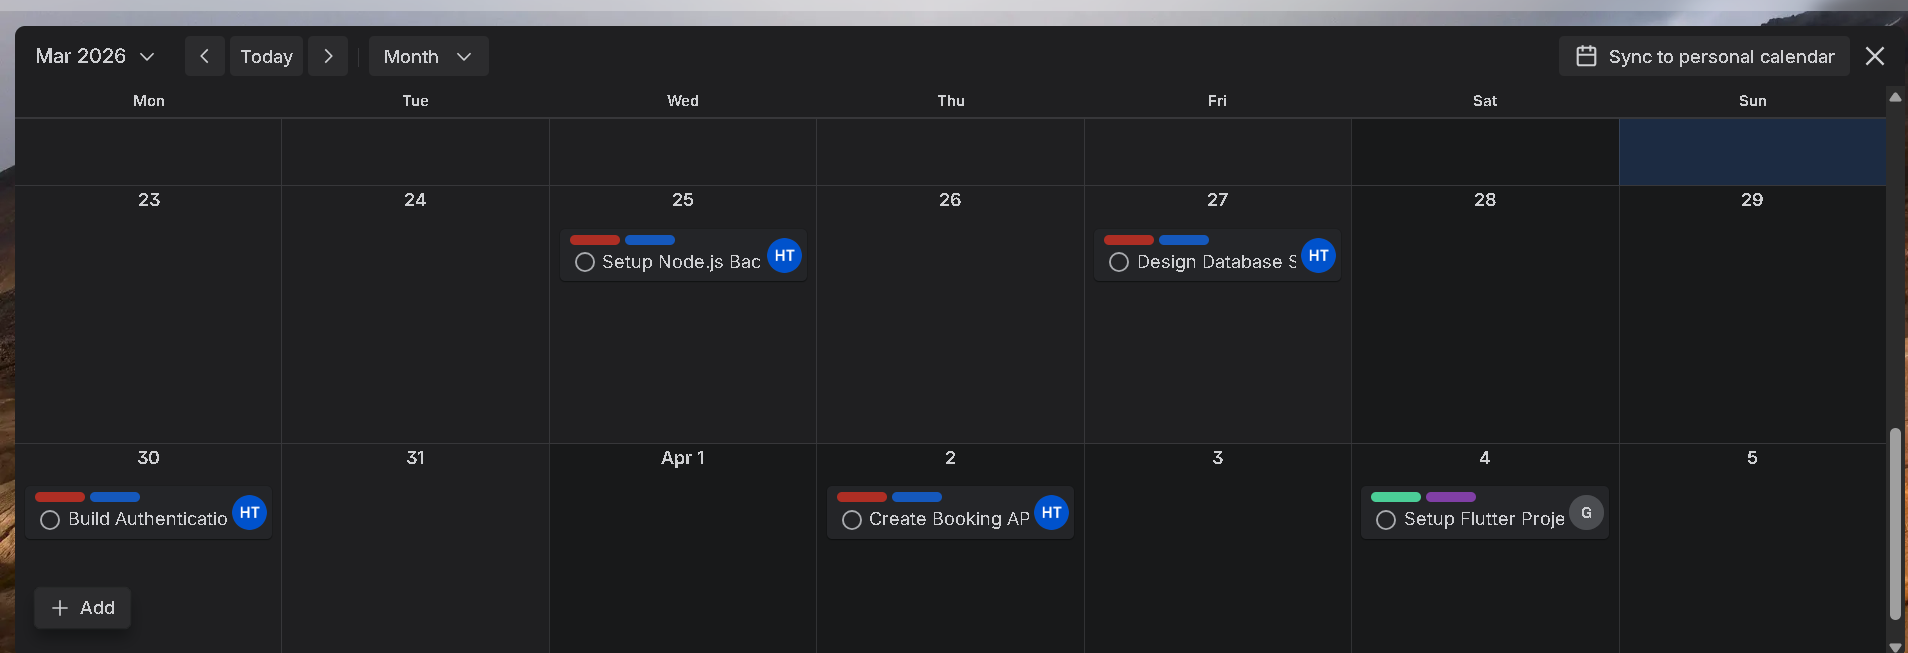 Mar 2026 Today Month Sync to personal calendar
Mon Tue Wed Thu Fri Sat Sun
23 24 25 26 27 28 29
Setup Node.js Bac HT Design Database S HT
30 31 Apr 1 2 3 4 5
Build Authenticatio HT Create Booking AP HT Setup Flutter Proje G
Add